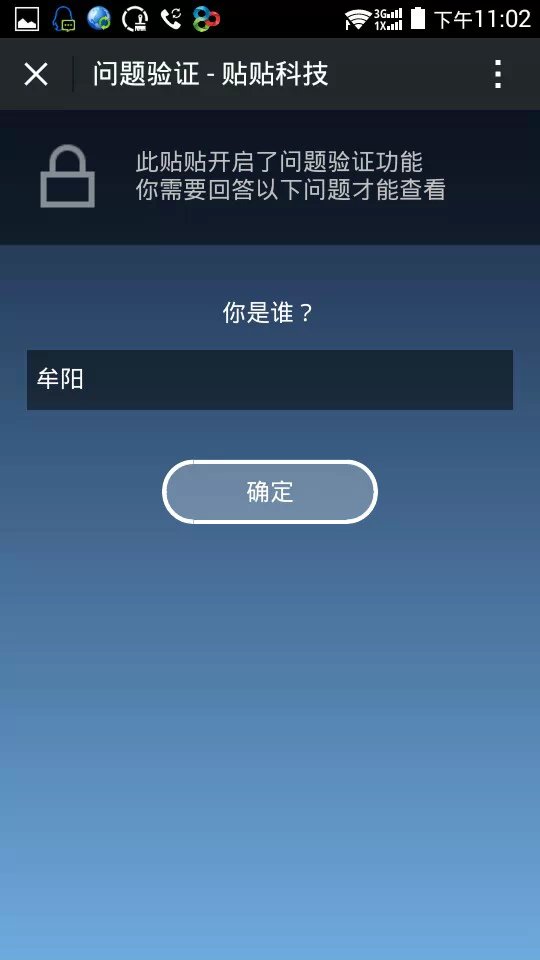 3G
1X
下午11:02
问题验证 - 贴贴科技
此贴贴开启了问题验证功能
你需要回答以下问题才能查看
你是谁？
牟阳
确定